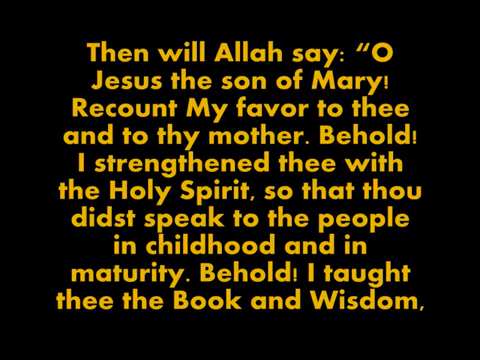 Then will Allah say: “O
Jesus the son of Mary!
Recount My favor to thee
and to thy mother. Behold!
I strengthened thee with
the Holy Spirit, so that thou
didst speak to the people
in childhood and in
maturity. Behold! I taught
thee the Book and Wisdom,